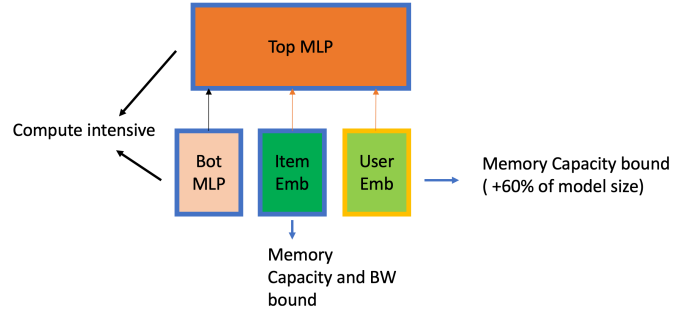 Top MLP
Compute intensive
Bot
MLP
Item
Emb
User
Emb
Memory Capacity bound
( +60% of model size)
Memory
Capacity and BW
bound